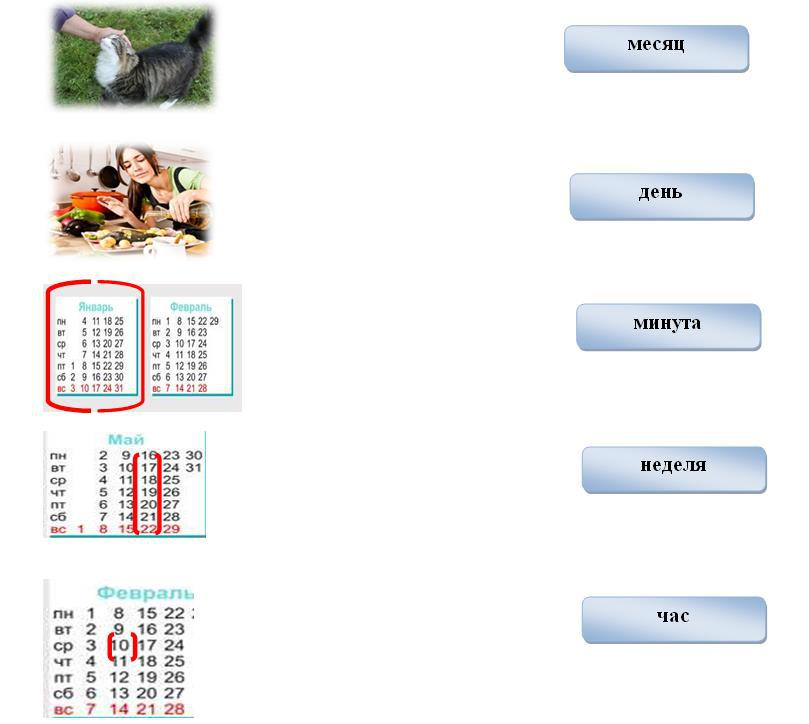 месяц
день
минута
Январь
пн 4 11 18 25
вт 5 12 19 26
ср 6 13 20 27
чт 7 14 21 28
пт 1 8 15 22 29
сб 2 9 16 23 30
вс 3 10 17 24 31
Февраль
пн 1 8 15 22 29
вт 2 9 16 23
ср 3 10 17 24
чт 4 11 18 25
пт 5 12 19 26
сб 6 13 20 27
вс 7 14 21 28
неделя
Май
пн 2 9 16 23 30
вт 3 10 17 24 31
ср 4 11 18 25
чт 5 12 19 26
пт 6 13 20 27
сб 7 14 21 28
вс 1 8 15 22 29
час
Февраль
пн 1 8 15 22
вт 2 9 16 23
ср 3 10 17 24
чт 4 11 18 25
пт 5 12 19 26
сб 6 13 20 27
вс 7 14 21 28